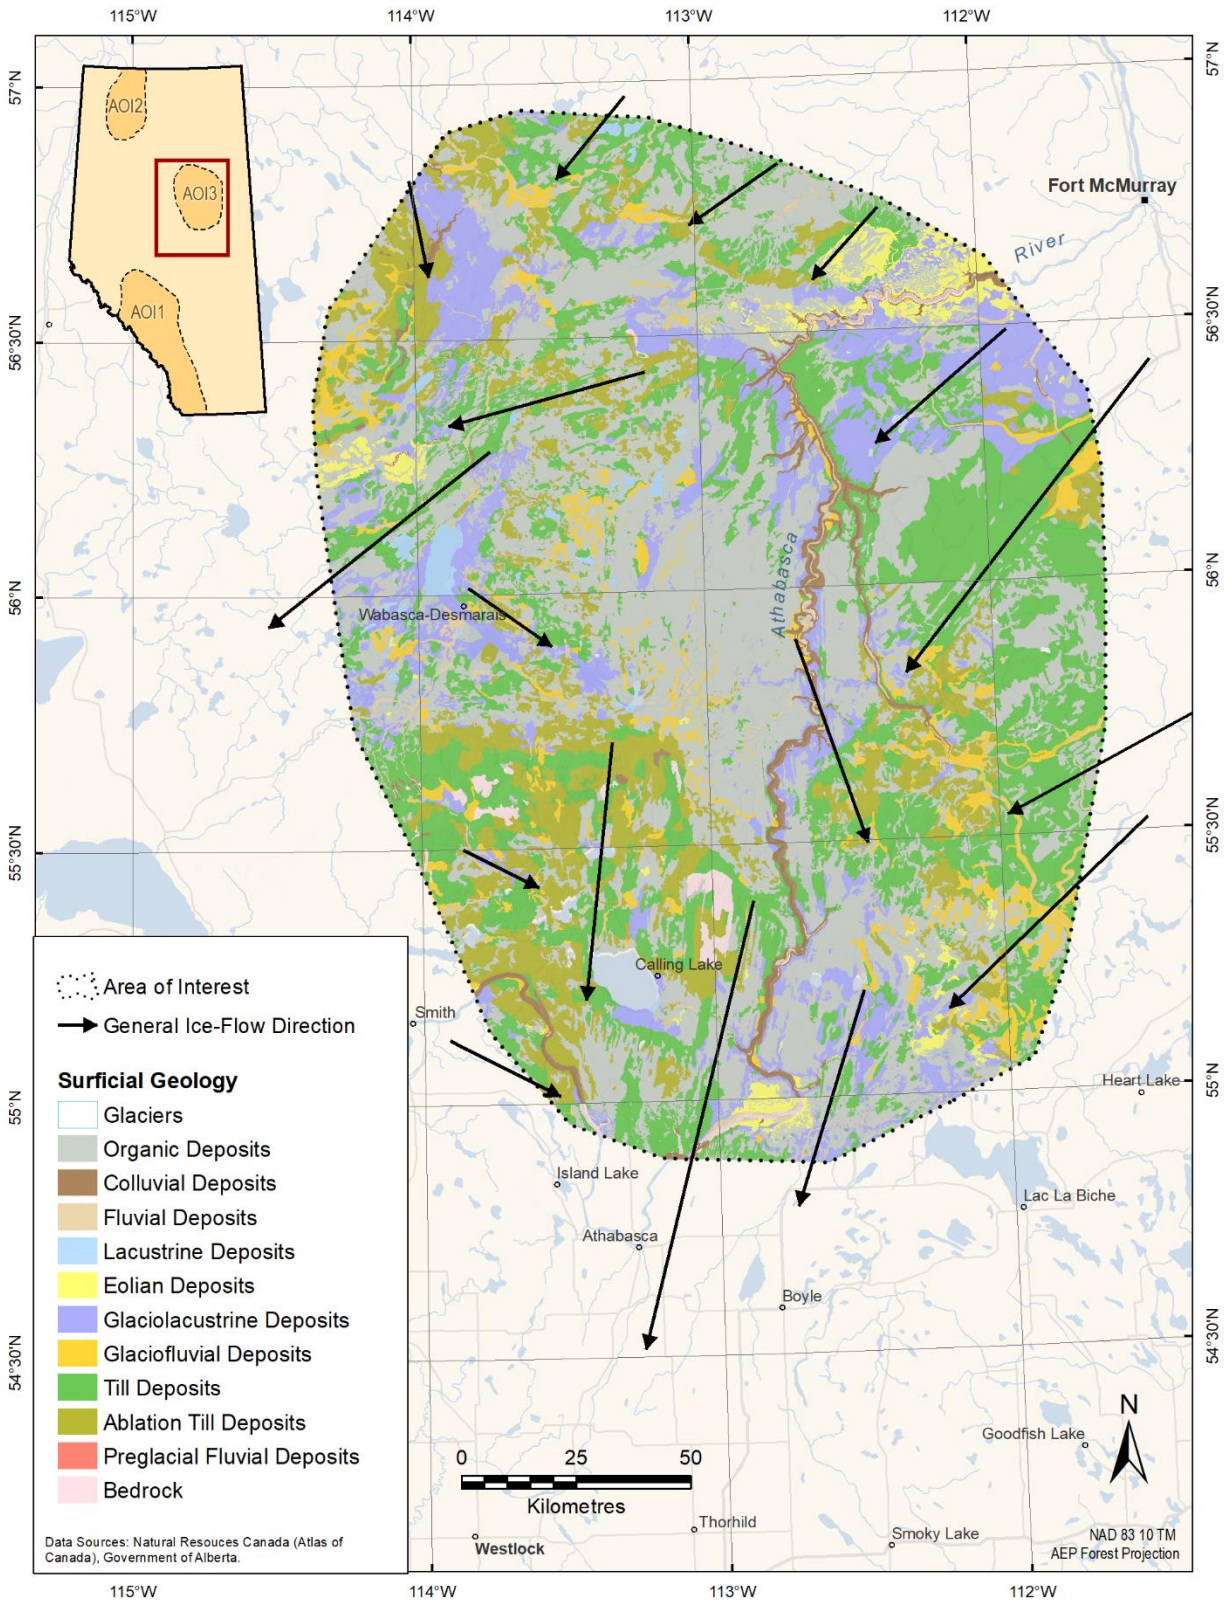 115°W 114°W 113°W 112°W
57°N 57°N
AOI2
AOI3
AOI1
Fort McMurray
River
56°30'N 56°30'N
Athabasca
56°N 56°N
Wabasca-Desmarais
55°30'N 55°30'N
Calling Lake
Smith
55°N 55°N
Heart Lake
Island Lake
Lac La Biche
Athabasca
Boyle
54°30'N 54°30'N
Goodfish Lake
Thorhild
Westlock
Smoky Lake
Area of Interest
General Ice-Flow Direction
Surficial Geology
Glaciers
Organic Deposits
Colluvial Deposits
Fluvial Deposits
Lacustrine Deposits
Eolian Deposits
Glaciolacustrine Deposits
Glaciofluvial Deposits
Till Deposits
Ablation Till Deposits
Preglacial Fluvial Deposits
Bedrock
Data Sources: Natural Resouces Canada (Atlas of
Canada), Government of Alberta.
0 25 50
Kilometres
N
NAD 83 10 TM
AEP Forest Projection
115°W 114°W 113°W 112°W